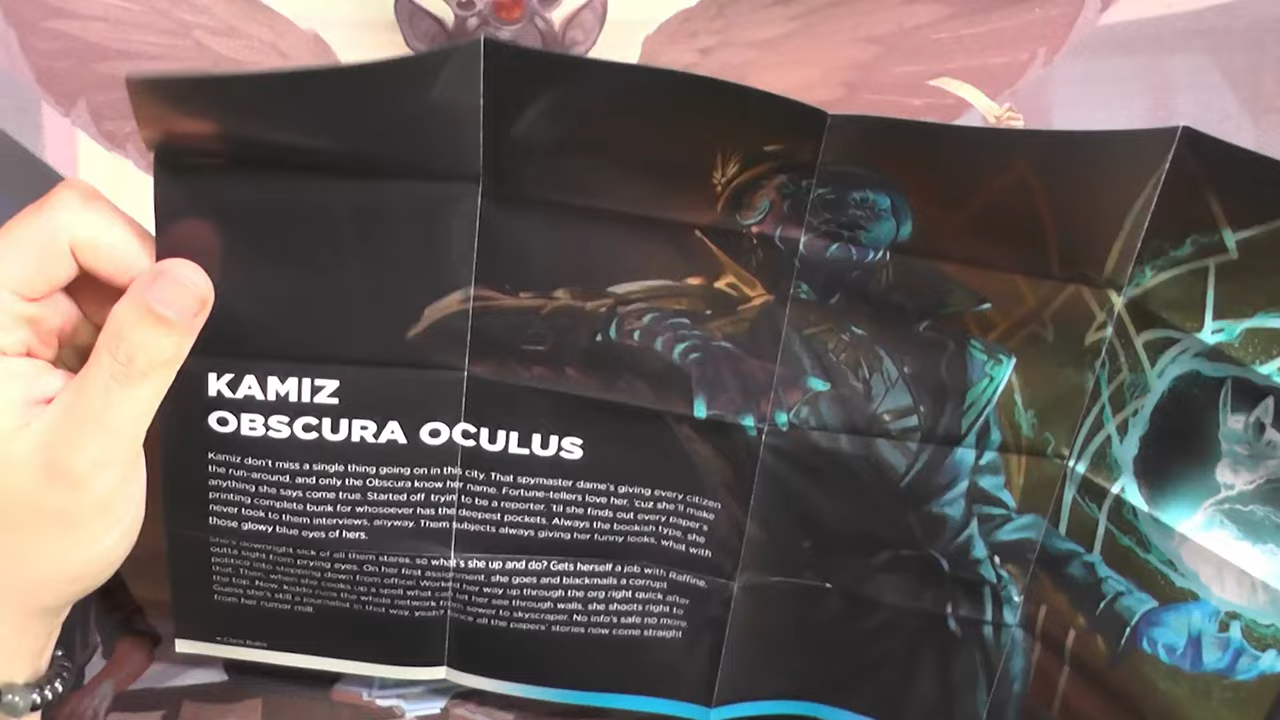 KAMIZ
OBSCURA OCULUS
Kamiz don't miss a single thing going on in this city. That spymaster dame's giving every citizen
the run-around, and only the Obscura know her name. Fortune-tellers love her, 'cuz she'll make
anything she says come true. Started off tryin' to be a reporter, 'til she finds out every paper's
printing complete bunk for whosoever has the deepest pockets. Always the bookish type, she
never took to them interviews, anyway. Them subjects always giving her funny looks, what with
those glowy blue eyes of hers.
She's downright sick of all them stares, so what's she up and do? Gets herself a job with Raffine,
outta sight from prying eyes. On her first assignment, she goes and blackmails a corrupt
politico into stepping down from office! Worked her way up through the org right quick after
that. Then, when she cooks up a spell what can let her see through walls, she shoots right to
the top. Now, kiddo runs the whole network from sewer to skyscraper. No info's safe no more.
Guess she's still a journalist in that way, yeah? Since all the papers' stories now come straight
from her rumor mill.